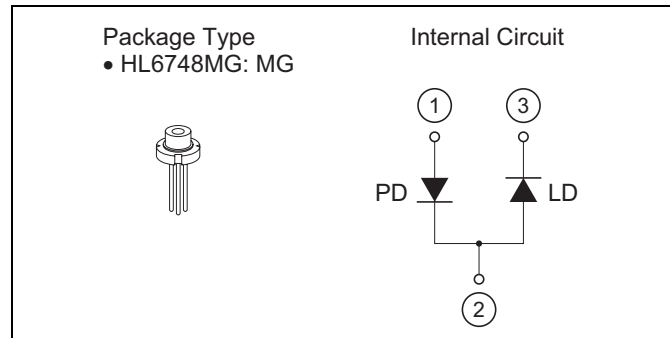 Package Type
• HL6748MG: MG
Internal Circuit
1
3
PD
LD
2